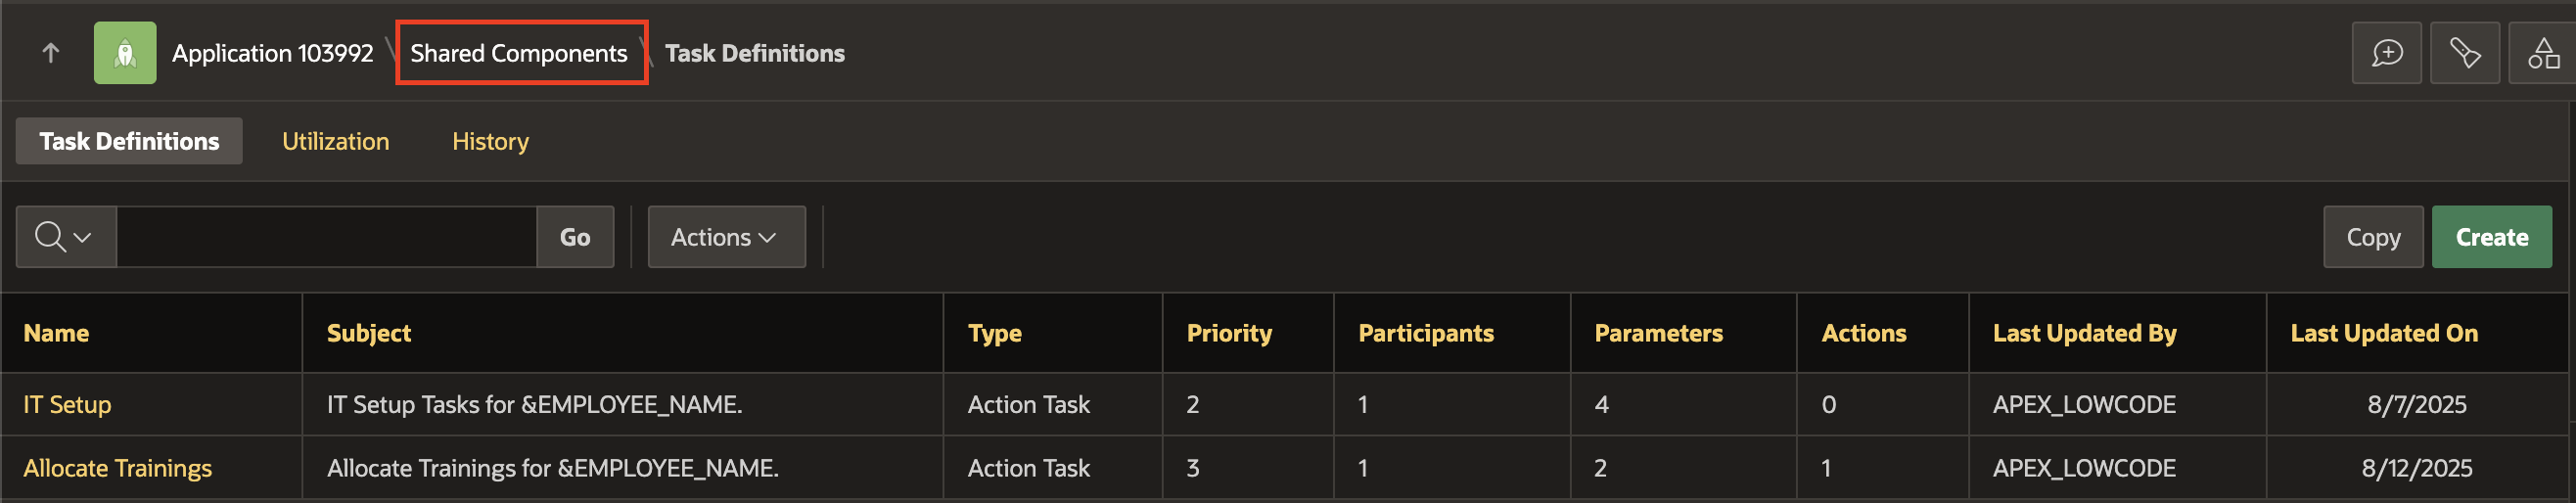 Application 103992 \ Shared Components \ Task Definitions
Task Definitions Utilization History
Go Actions Copy Create
Name Subject Type Priority Participants Parameters Actions Last Updated By Last Updated On
IT Setup IT Setup Tasks for &EMPLOYEE_NAME. Action Task 2 1 4 0 APEX_LOWCODE 8/7/2025
Allocate Trainings Allocate Trainings for &EMPLOYEE_NAME. Action Task 3 1 2 1 APEX_LOWCODE 8/12/2025